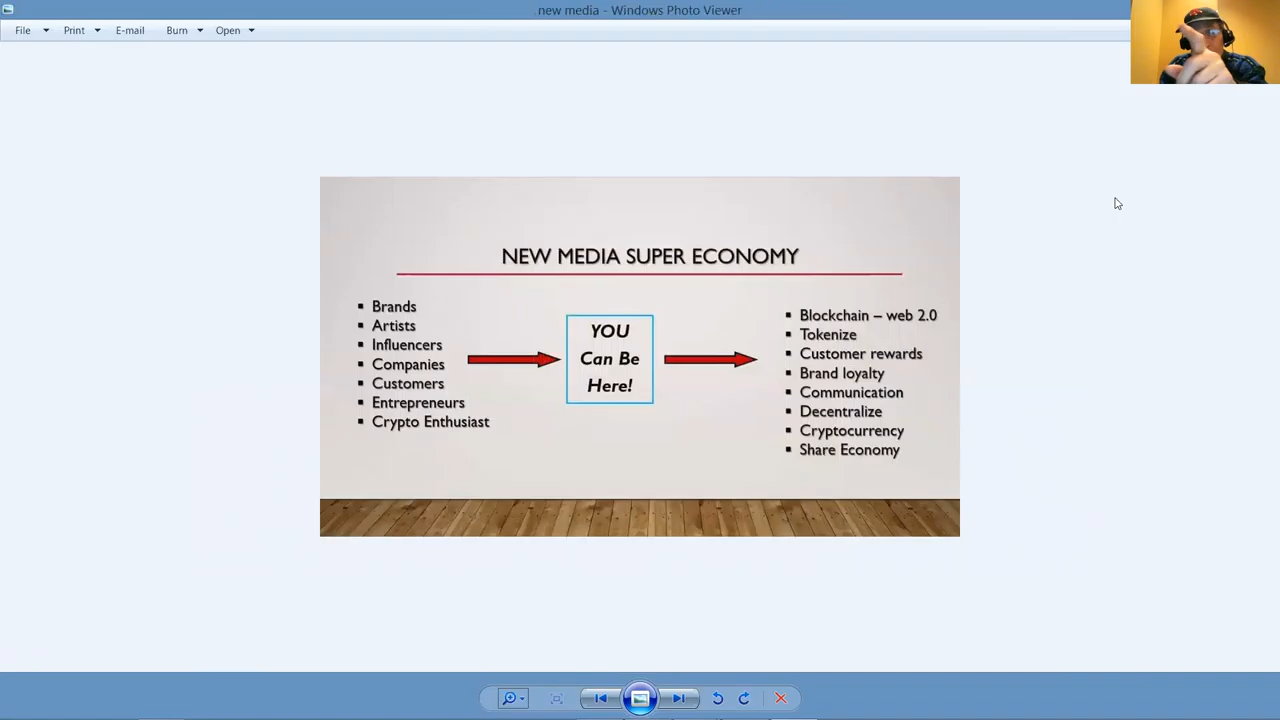 new media - Windows Photo Viewer
File Print E-mail Burn Open
NEW MEDIA SUPER ECONOMY
Brands
Artists
Influencers
Companies
Customers
Entrepreneurs
Crypto Enthusiast
YOU
Can Be
Here!
Blockchain – web 2.0
Tokenize
Customer rewards
Brand loyalty
Communication
Decentralize
Cryptocurrency
Share Economy